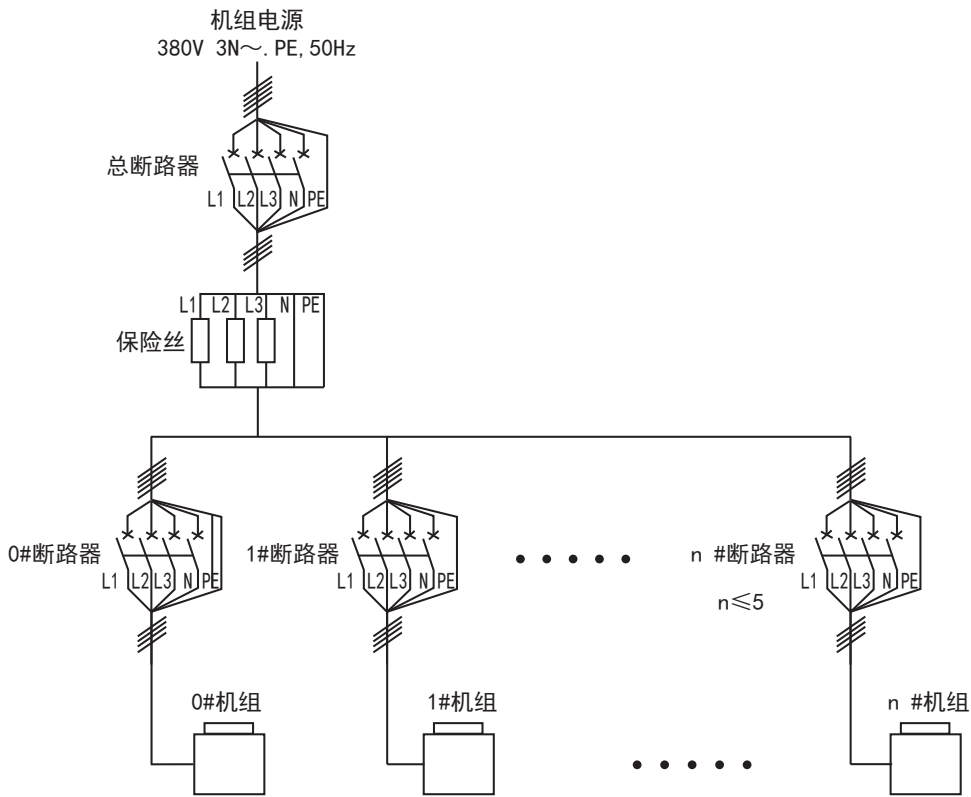 机组电源
380V 3N～. PE, 50Hz
总断路器
L1 L2 L3 N PE
L1 L2 L3 N PE
保险丝
0#断路器
L1 L2 L3 N PE
1#断路器
L1 L2 L3 N PE
n #断路器
L1 L2 L3 N PE
n≤5
0#机组
1#机组
n #机组